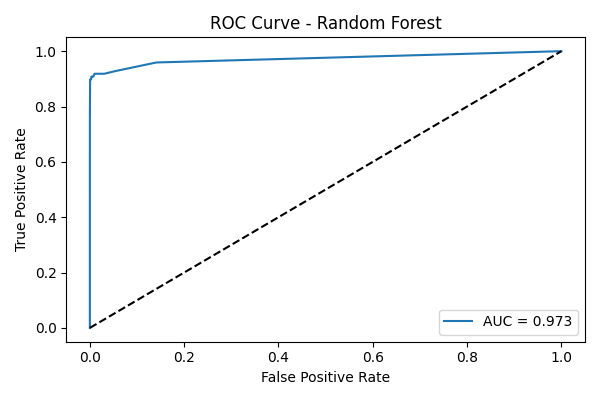 ROC Curve - Random Forest
True Positive Rate
1.0
0.8
0.6
0.4
0.2
0.0
AUC = 0.973
0.0 0.2 0.4 0.6 0.8 1.0
False Positive Rate